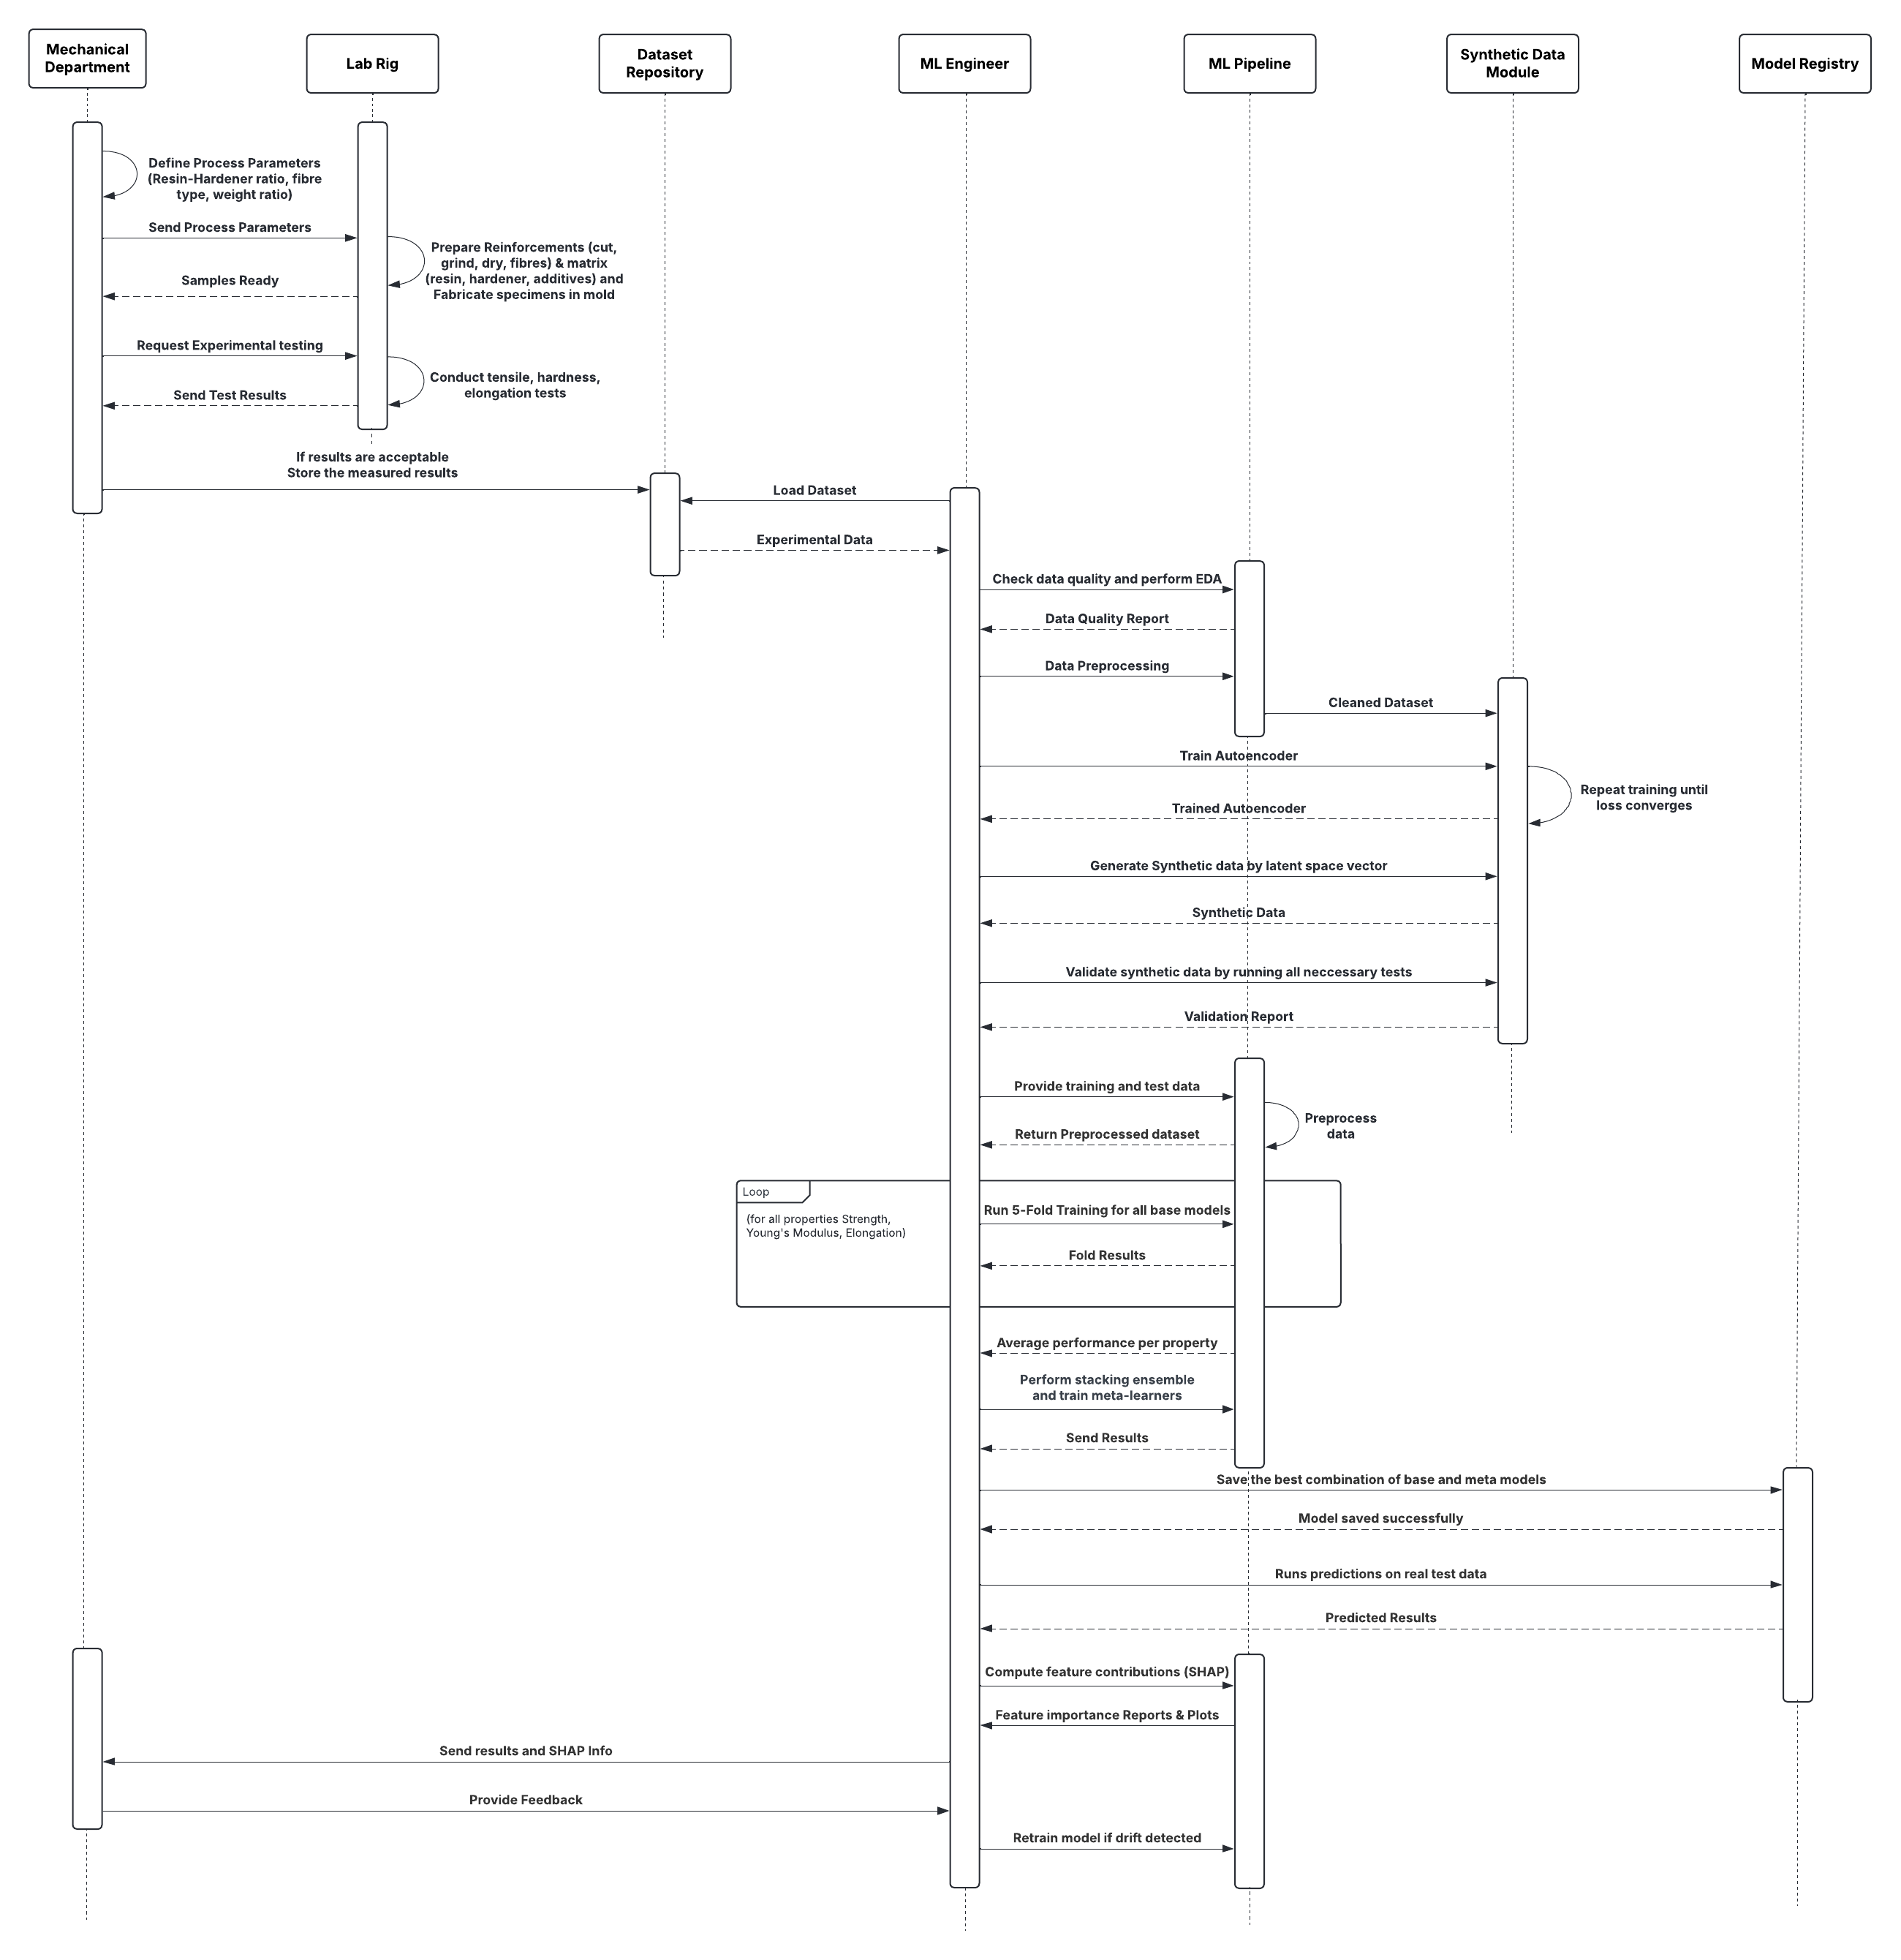 Mechanical
Department
Lab Rig
Dataset
Repository
ML Engineer
ML Pipeline
Synthetic Data
Module
Model Registry
Define Process Parameters
(Resin-Hardener ratio, fibre
type, weight ratio)
Send Process Parameters
Prepare Reinforcements (cut,
grind, dry, fibres) & matrix
(resin, hardener, additives) and
Fabricate specimens in mold
Samples Ready
Request Experimental testing
Conduct tensile, hardness,
elongation tests
Send Test Results
If results are acceptable
Store the measured results
Load Dataset
Experimental Data
Check data quality and perform EDA
Data Quality Report
Data Preprocessing
Cleaned Dataset
Train Autoencoder
Repeat training until
loss converges
Trained Autoencoder
Generate Synthetic data by latent space vector
Synthetic Data
Validate synthetic data by running all neccessary tests
Validation Report
Provide training and test data
Preprocess
data
Return Preprocessed dataset
Loop
(for all properties Strength,
Young's Modulus, Elongation)
Run 5-Fold Training for all base models
Fold Results
Average performance per property
Perform stacking ensemble
and train meta-learners
Send Results
Save the best combination of base and meta models
Model saved successfully
Runs predictions on real test data
Predicted Results
Compute feature contributions (SHAP)
Feature importance Reports & Plots
Send results and SHAP Info
Provide Feedback
Retrain model if drift detected